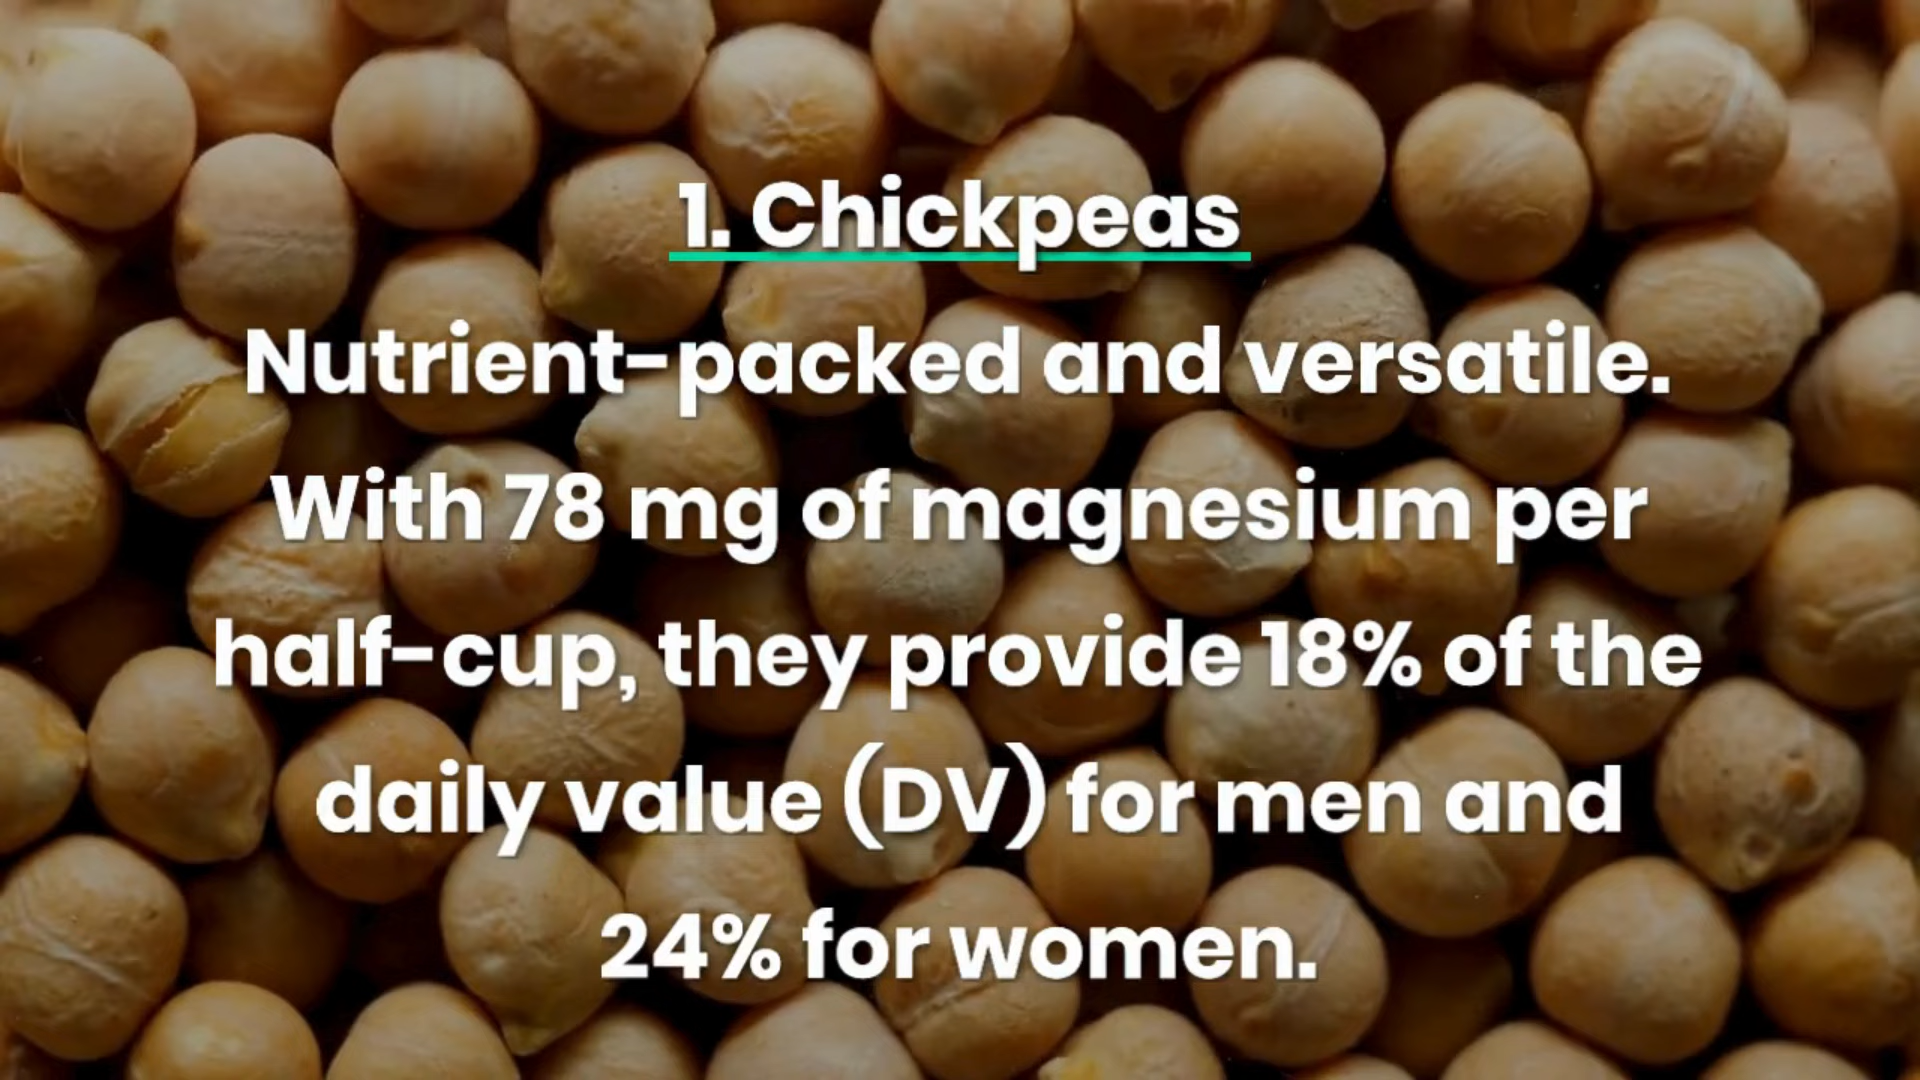 1. Chickpeas
Nutrient-packed and versatile.
With 78 mg of magnesium per
half-cup, they provide 18% of the
daily value (DV) for men and
24% for women.